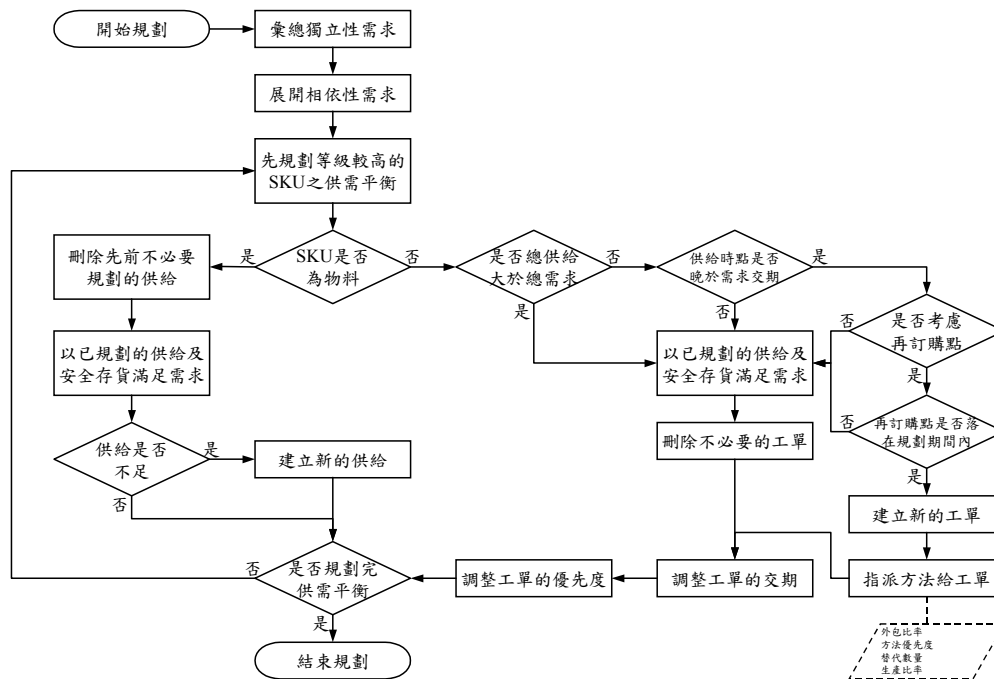 開始規劃
彙總獨立性需求
展開相依性需求
先規劃等級較高的
SKU之供需平衡
SKU是否
為物料
是
否
刪除先前不必要
規劃的供給
以已規劃的供給及
安全存貨滿足需求
供給是否
不足
是
否
建立新的供給
是否總供給
大於總需求
否
是
供給時點是否
晚於需求交期
是
否
是否考慮
再訂購點
否
是
再訂購點是否落
在規劃期間內
否
是
以已規劃的供給及
安全存貨滿足需求
刪除不必要的工單
建立新的工單
指派方法給工單
外包比率
方法優先度
替代數量
生產比率
調整工單的交期
調整工單的優先度
是否規劃完
供需平衡
否
是
結束規劃